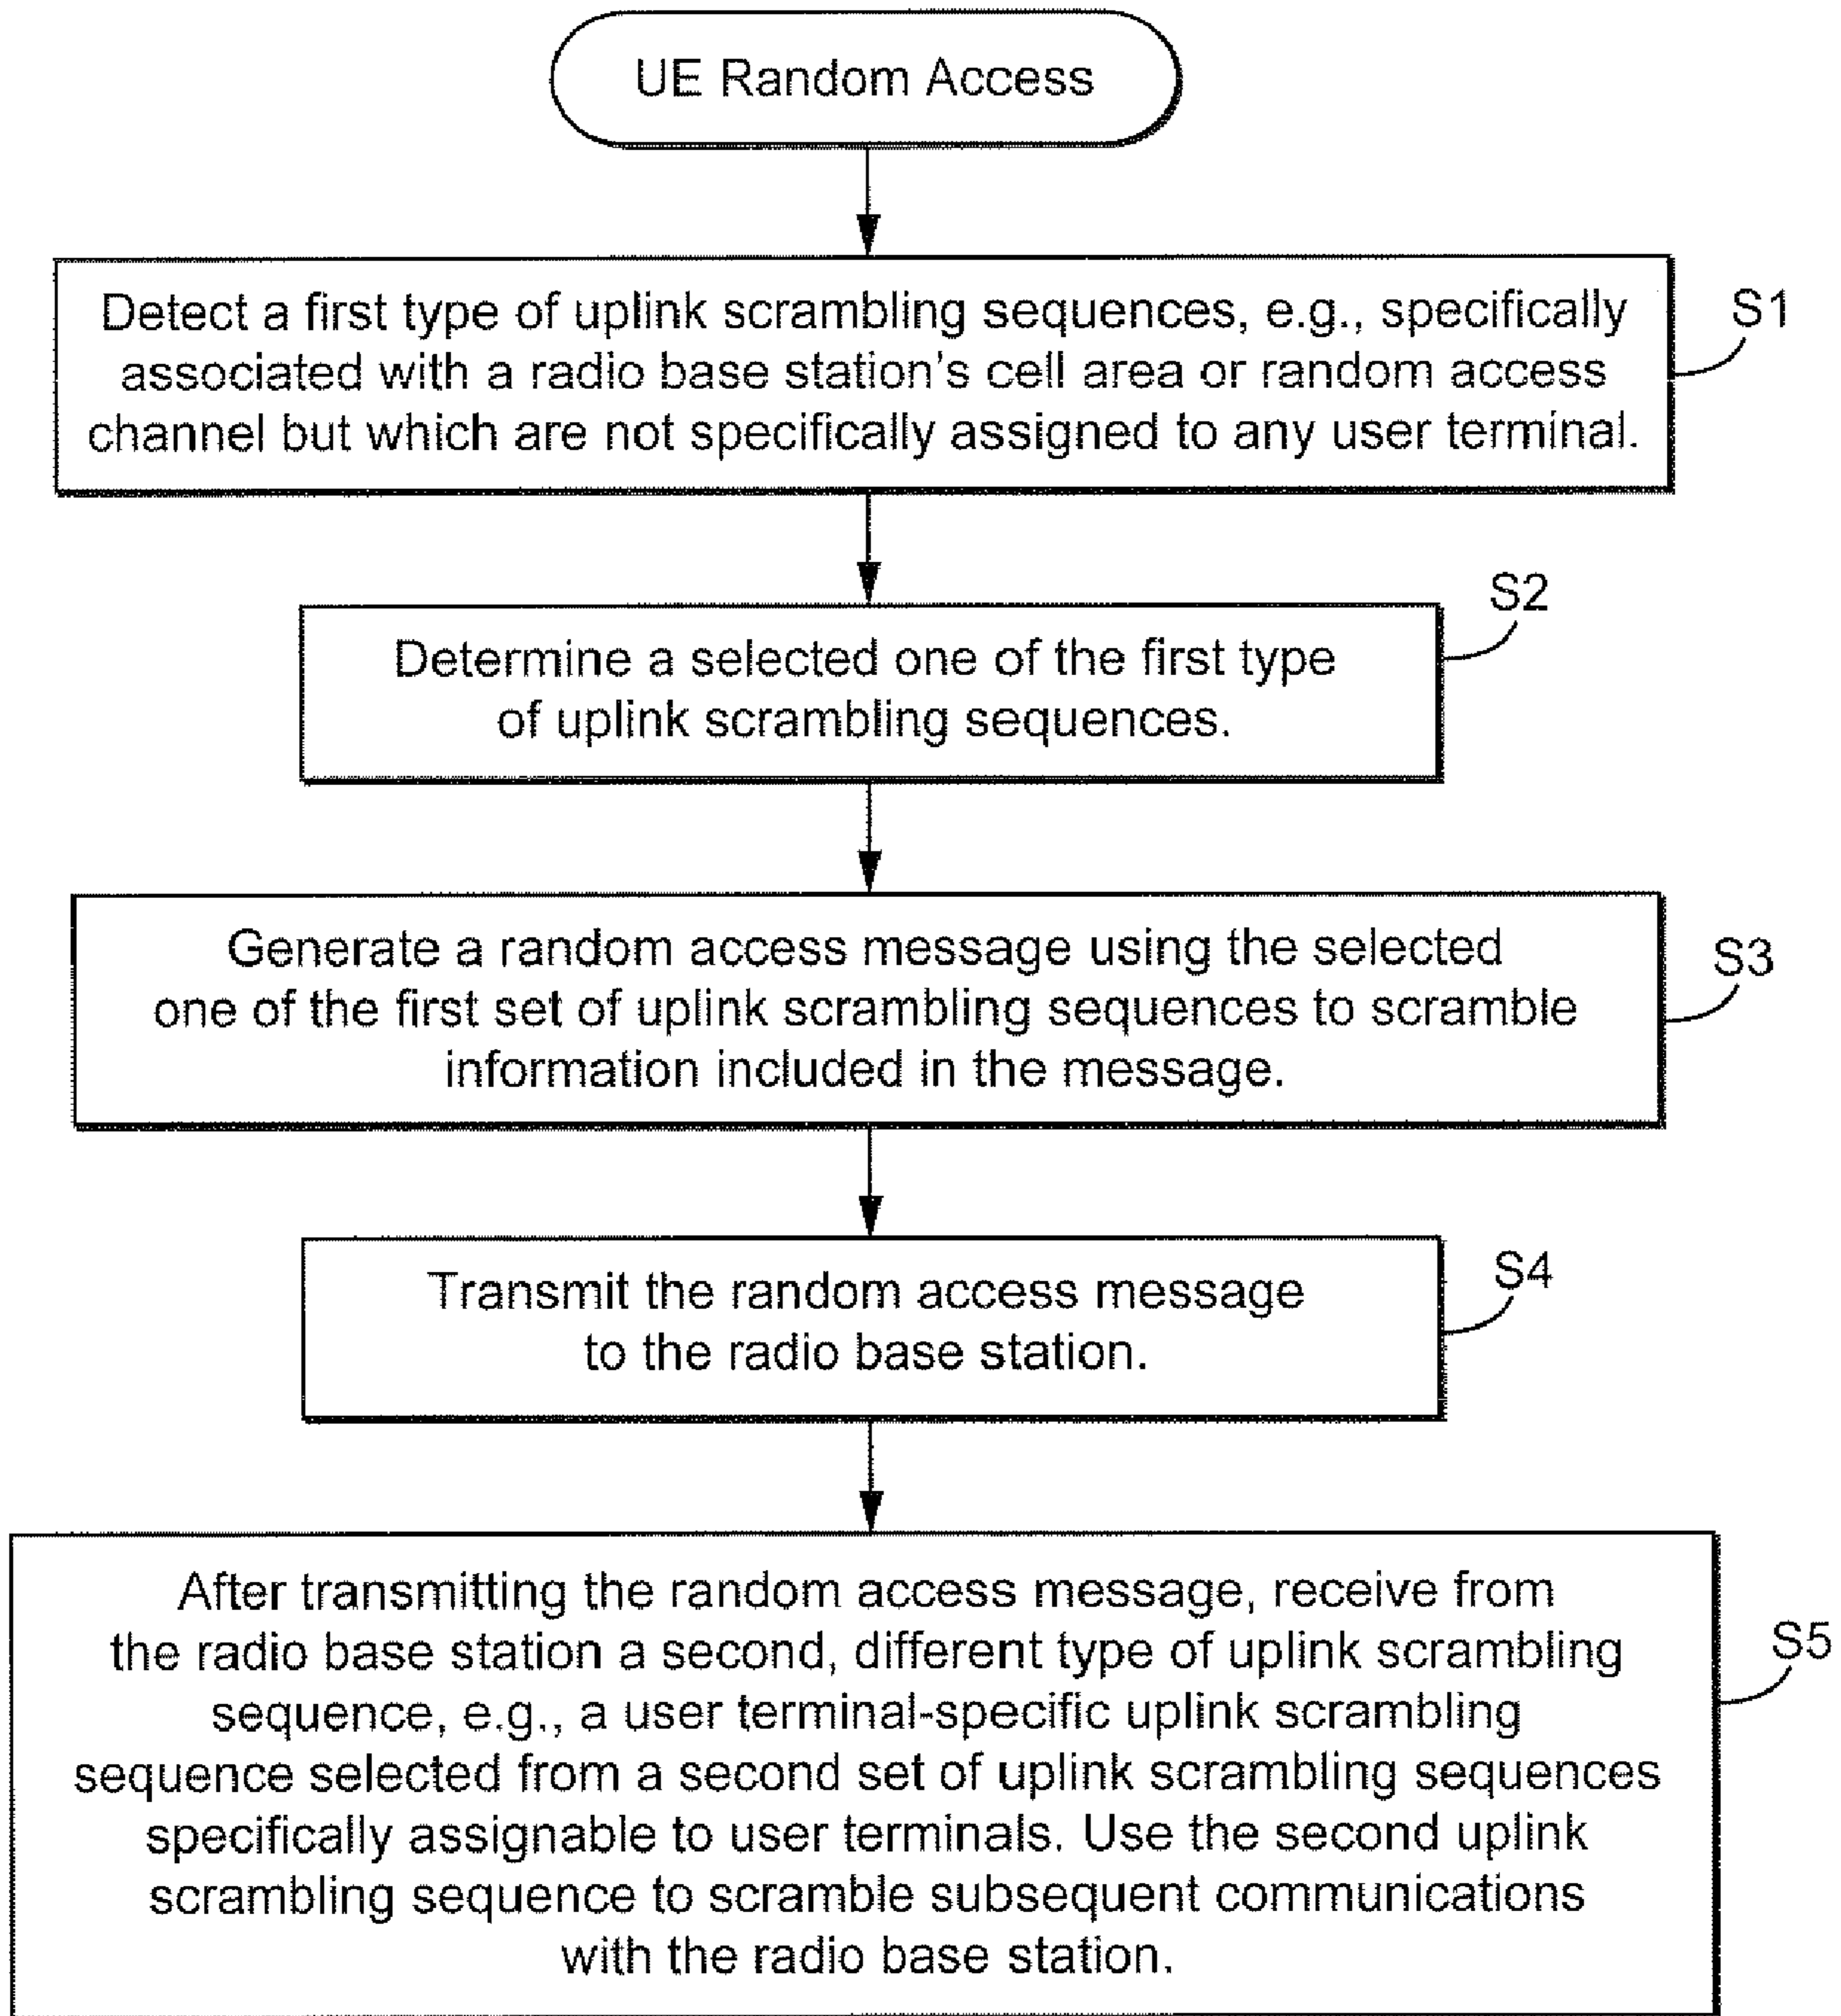 UE Random Access
Detect a first type of uplink scrambling sequences, e.g., specifically
associated with a radio base station's cell area or random access
channel but which are not specifically assigned to any user terminal.
S1
Determine a selected one of the first type
of uplink scrambling sequences.
S2
Generate a random access message using the selected
one of the first set of uplink scrambling sequences to scramble
information included in the message.
S3
Transmit the random access message
to the radio base station.
S4
After transmitting the random access message, receive from
the radio base station a second, different type of uplink scrambling
sequence, e.g., a user terminal-specific uplink scrambling
sequence selected from a second set of uplink scrambling sequences
specifically assignable to user terminals. Use the second uplink
scrambling sequence to scramble subsequent communications
with the radio base station.
S5